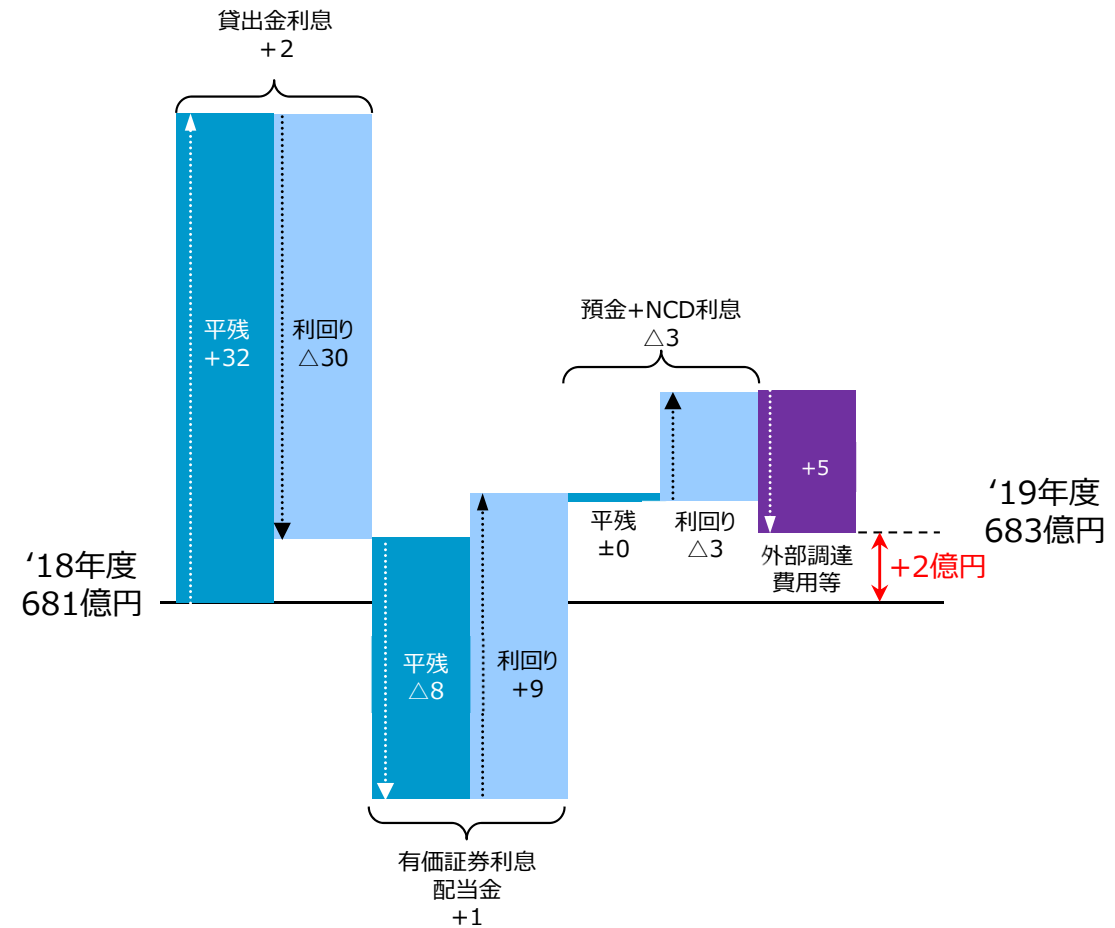 貸出金利息
+2
平残
+32
利回り
△30
'18年度
681億円
平残
△8
利回り
+9
有価証券利息
配当金
+1
預金+NCD利息
△3
平残
±0
利回り
△3
+5
外部調達
費用等
+2億円
'19年度
683億円